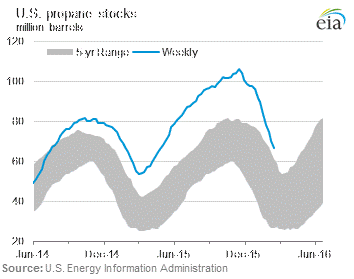 U.S. propane stocks
million barrels
eia
120
5-yr Range Weekly
100
80
60
40
20
Jun-14 Dec-14 Jun-15 Dec-15 Jun-16
Source: U.S. Energy Information Administration